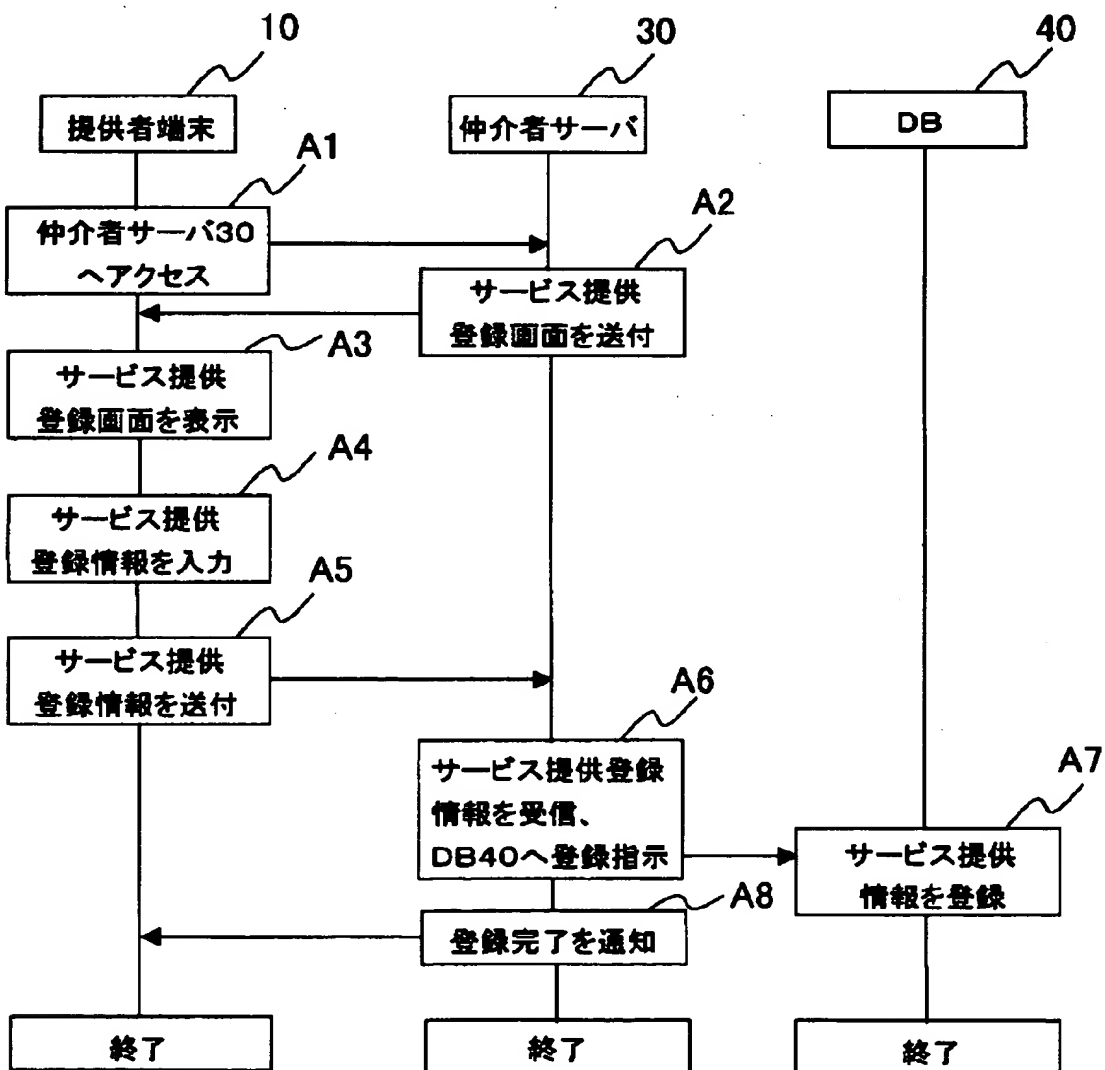 10
30
40
提供者端末
仲介者サーバ
DB
A1
仲介者サーバ30
へアクセス
A2
サービス提供
登録画面を送付
A3
サービス提供
登録画面を表示
A4
サービス提供
登録情報を入力
A5
サービス提供
登録情報を送付
A6
サービス提供登録
情報を受信、
DB40へ登録指示
A7
サービス提供
情報を登録
A8
登録完了を通知
終了
終了
終了